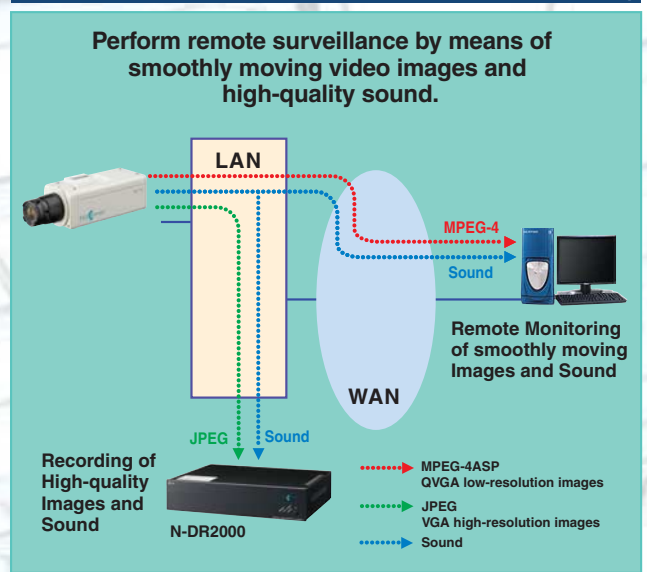 Perform remote surveillance by means of
smoothly moving video images and
high-quality sound.
LAN
MPEG-4
Sound
WAN
Remote Monitoring
of smoothly moving
Images and Sound
JPEG
Sound
Recording of
High-quality
Images and
Sound
N-DR2000
MPEG-4ASP
QVGA low-resolution images
JPEG
VGA high-resolution images
Sound